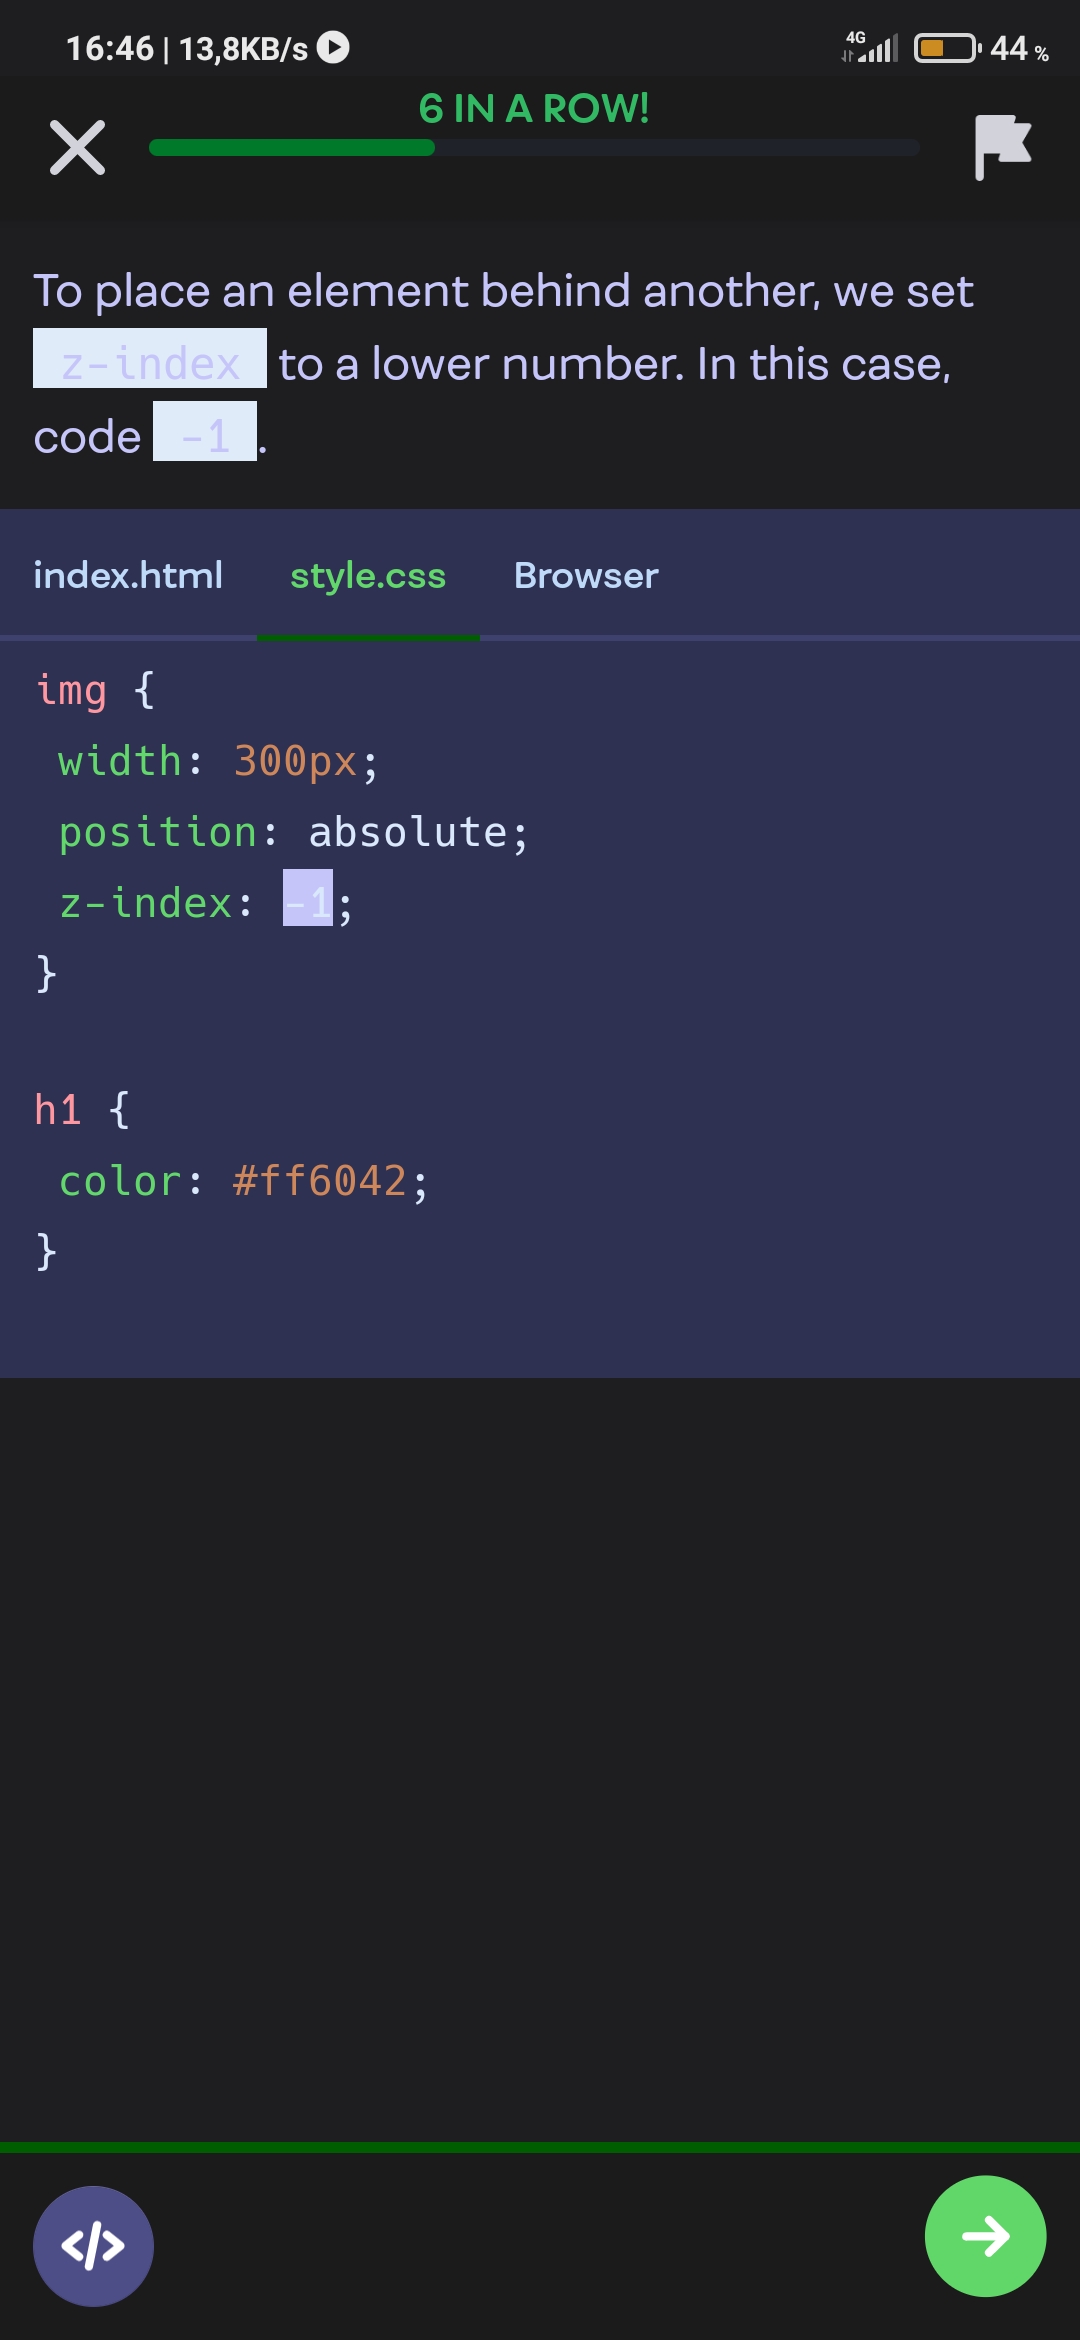 16:46 | 13,8KB/s
4G 44 %
6 IN A ROW!
To place an element behind another, we set
z-index to a lower number. In this case,
code -1.
index.html style.css Browser
img {
width: 300px;
position: absolute;
z-index: -1;
}
h1 {
color: #ff6042;
}
</>